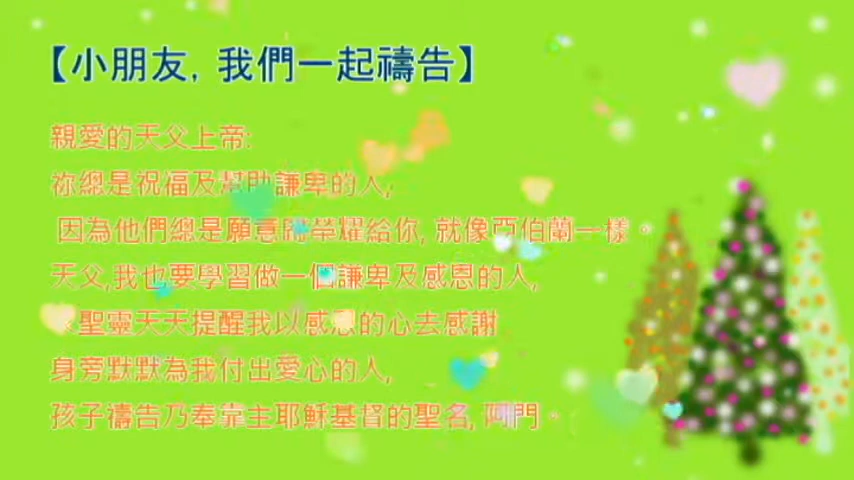 【小朋友, 我們一起禱告】
親愛的天父上帝:
祢總是祝福及幫助謙卑的人,
因為他們總是願意歸榮耀給你, 就像亞伯蘭一樣。
天父,我也要學習做一個謙卑及感恩的人,
聖靈天天提醒我以感恩的心去感謝
身旁默默為我付出愛心的人,
孩子禱告乃奉靠主耶穌基督的聖名, 阿門。